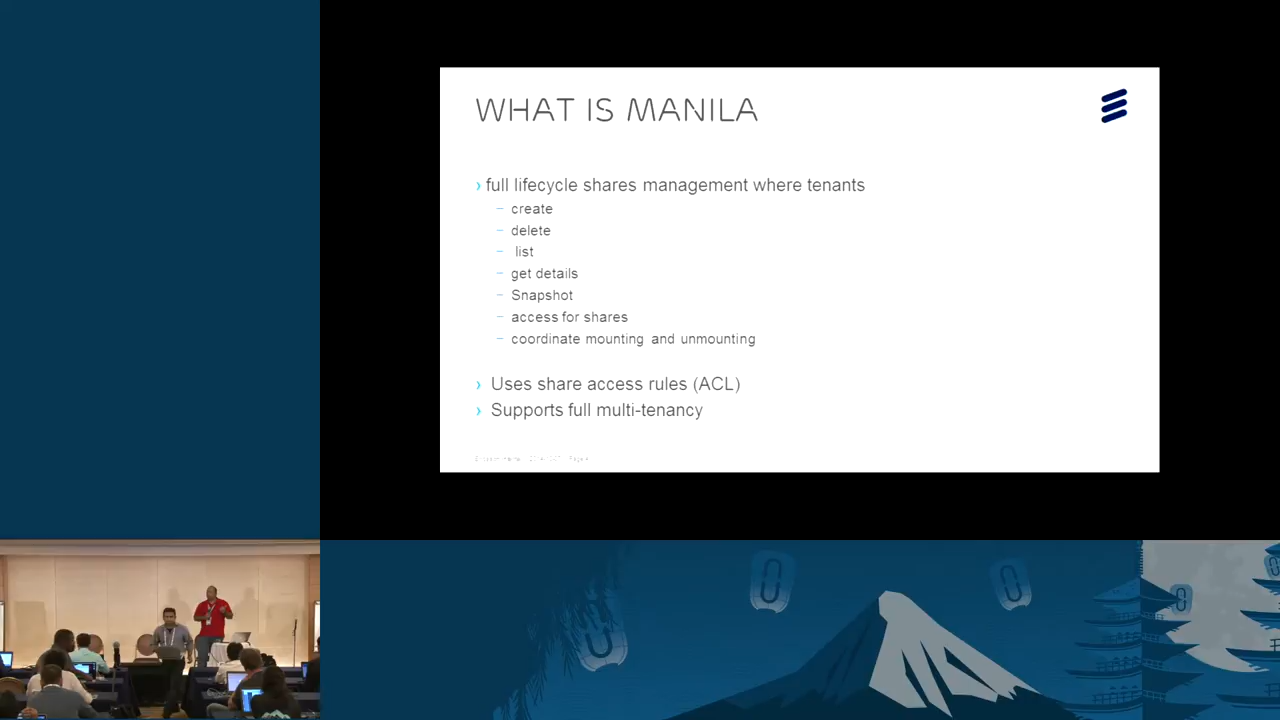 WHAT IS MANILA
› full lifecycle shares management where tenants
– create
– delete
– list
– get details
– Snapshot
– access for shares
– coordinate mounting and unmounting
› Uses share access rules (ACL)
› Supports full multi-tenancy